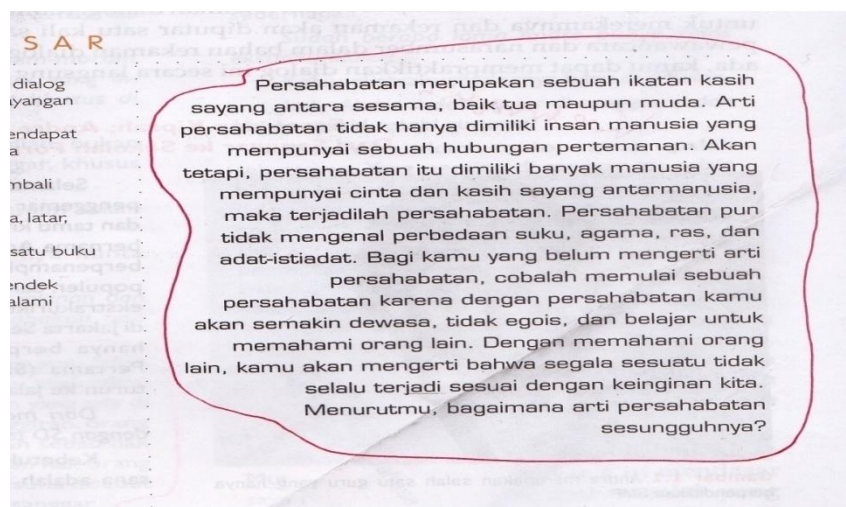 S A R
dialog
ayangan
endapat
a, latar,
satu buku
endek
alami
Persahabatan merupakan sebuah ikatan kasih
sayang antara sesama, baik tua maupun muda. Arti
persahabatan tidak hanya dimiliki insan manusia yang
mempunyai sebuah hubungan pertemanan. Akan
tetapi, persahabatan itu dimiliki banyak manusia yang
mempunyai cinta dan kasih sayang antarmanusia,
maka terjadilah persahabatan. Persahabatan pun
tidak mengenal perbedaan suku, agama, ras, dan
adat-istiadat. Bagi kamu yang belum mengerti arti
persahabatan, cobalah memulai sebuah
persahabatan karena dengan persahabatan kamu
akan semakin dewasa, tidak egois, dan belajar untuk
memahami orang lain. Dengan memahami orang
lain, kamu akan mengerti bahwa segala sesuatu tidak
selalu terjadi sesuai dengan keinginan kita.
Menurutmu, bagaimana arti persahabatan
sesungguhnya?